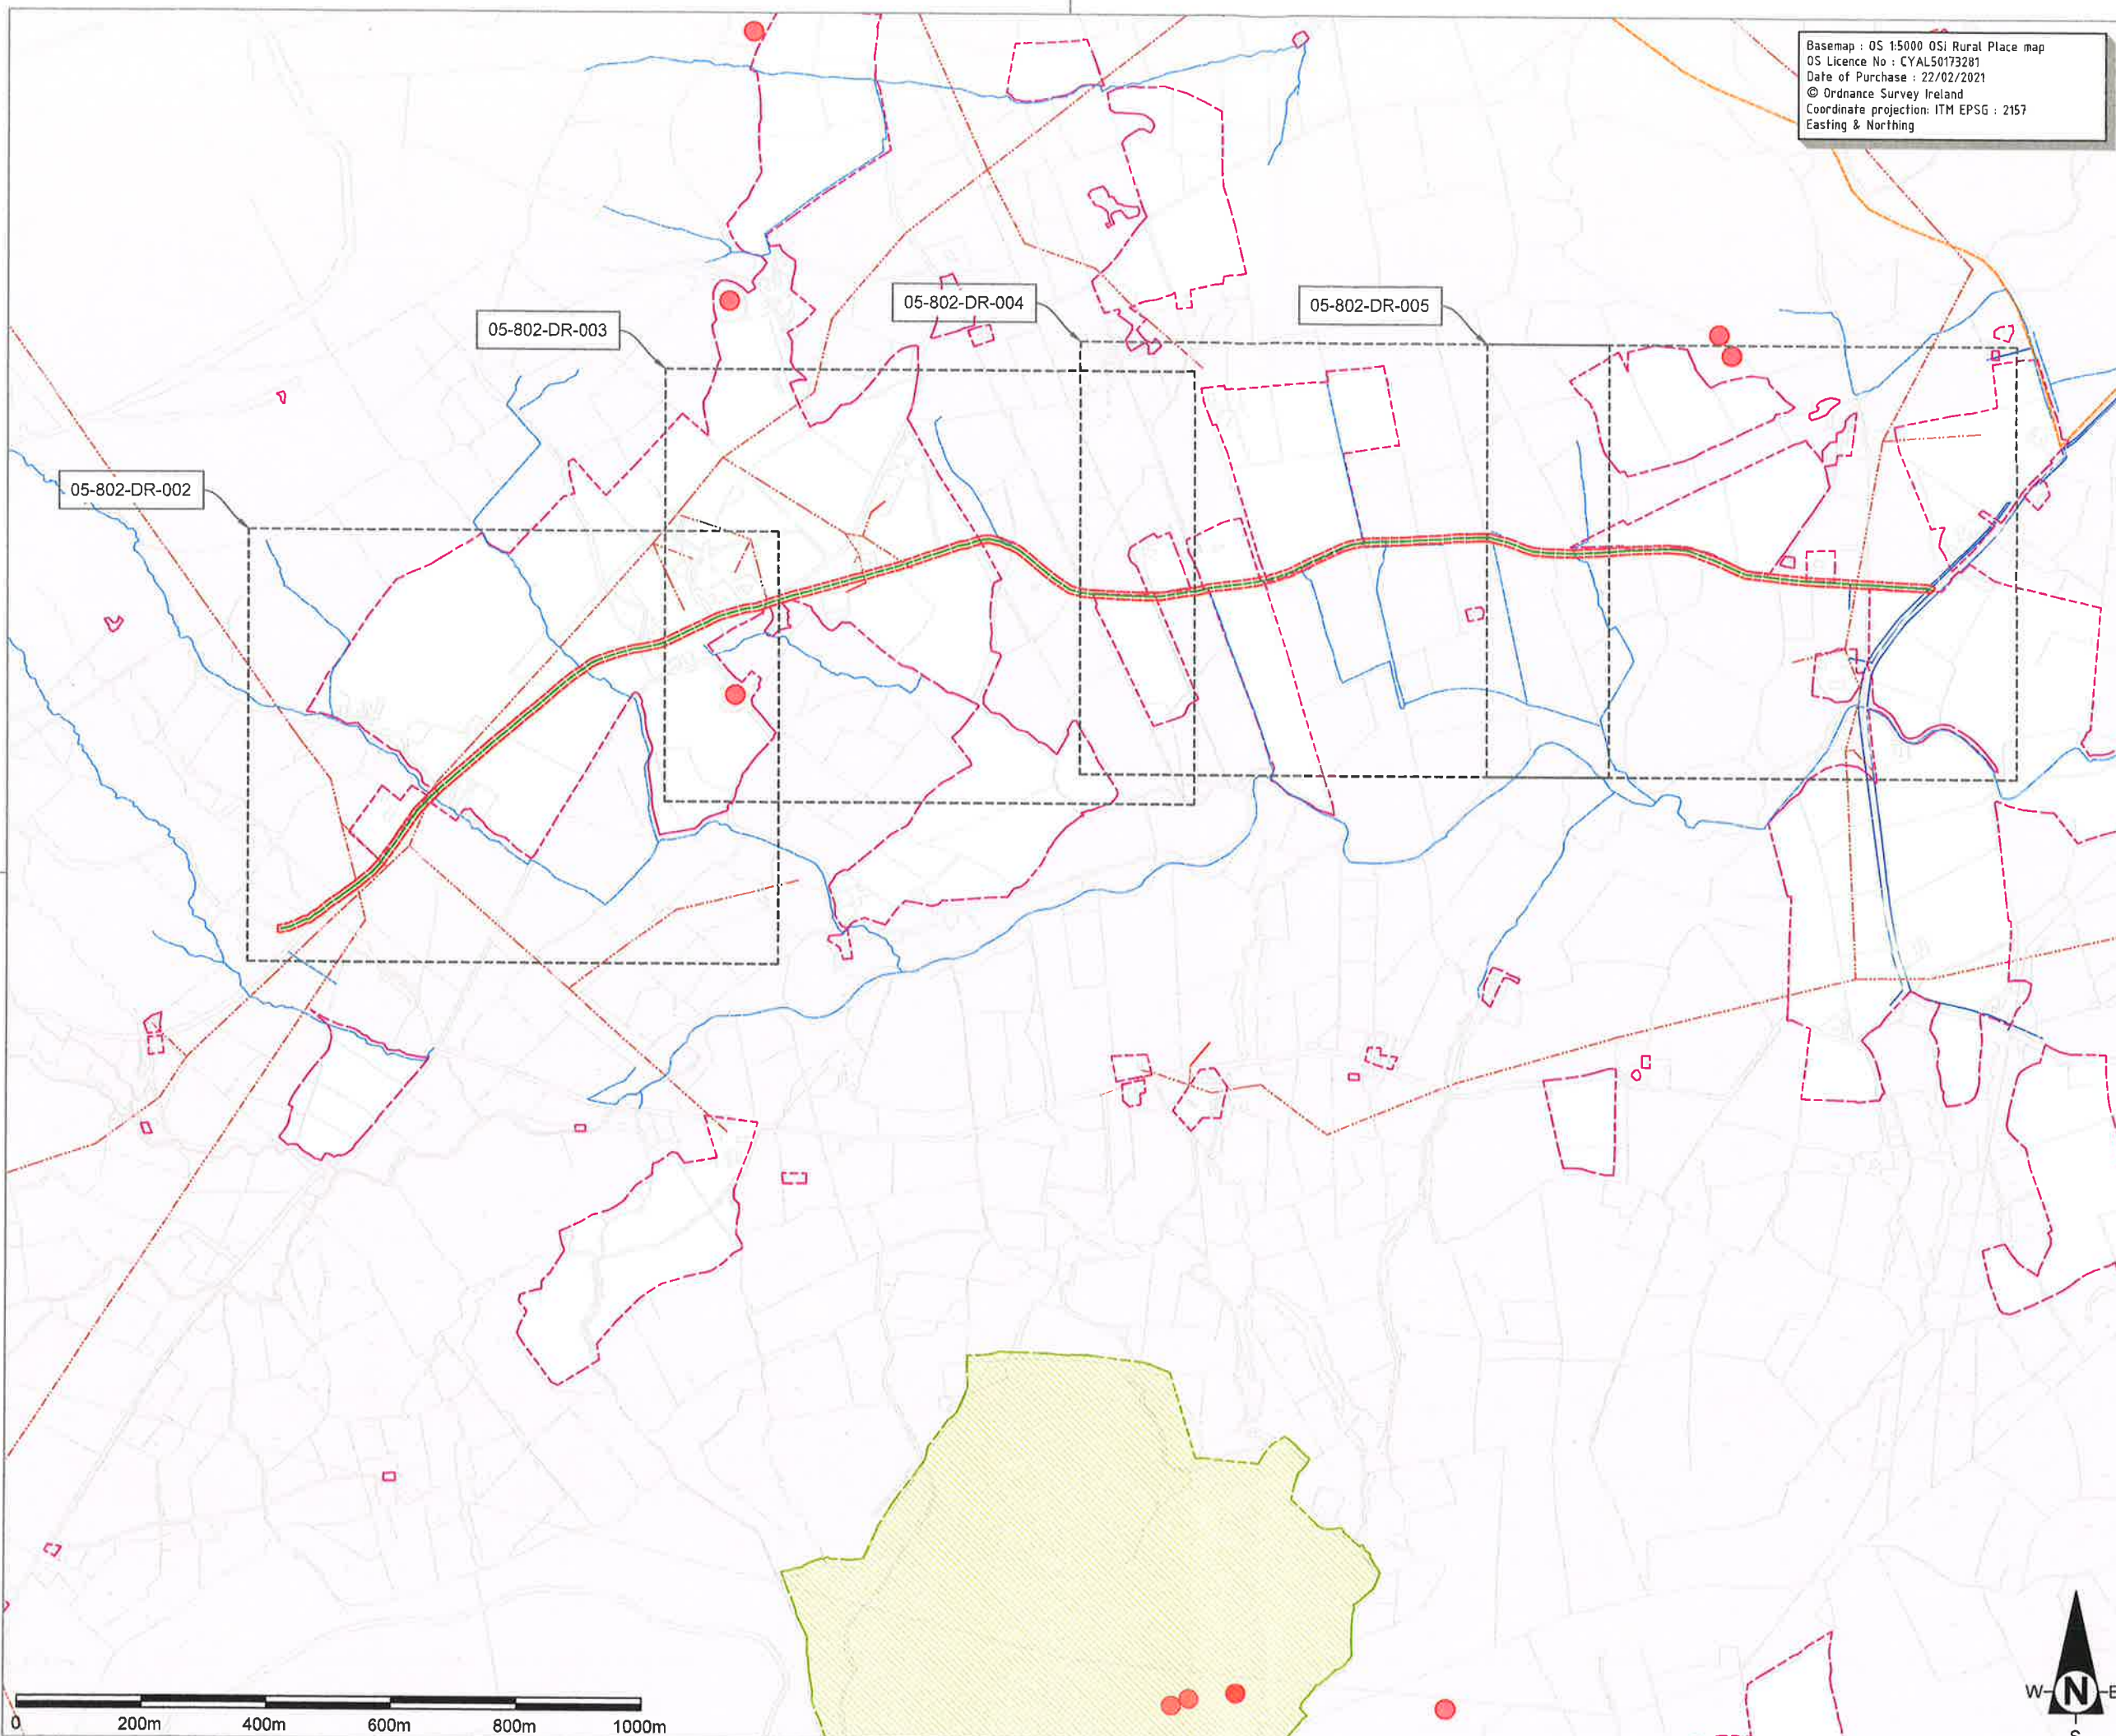 Basemap : OS 1:5000 OSi Rural Place map
OS Licence No : CYAL50173281
Date of Purchase : 22/02/2021
© Ordnance Survey Ireland
Coordinate projection: ITM EPSG : 2157
Easting & Northing
05-802-DR-004
05-802-DR-005
05-802-DR-003
05-802-DR-002
W N E
S
0 200m 400m 600m 800m 1000m